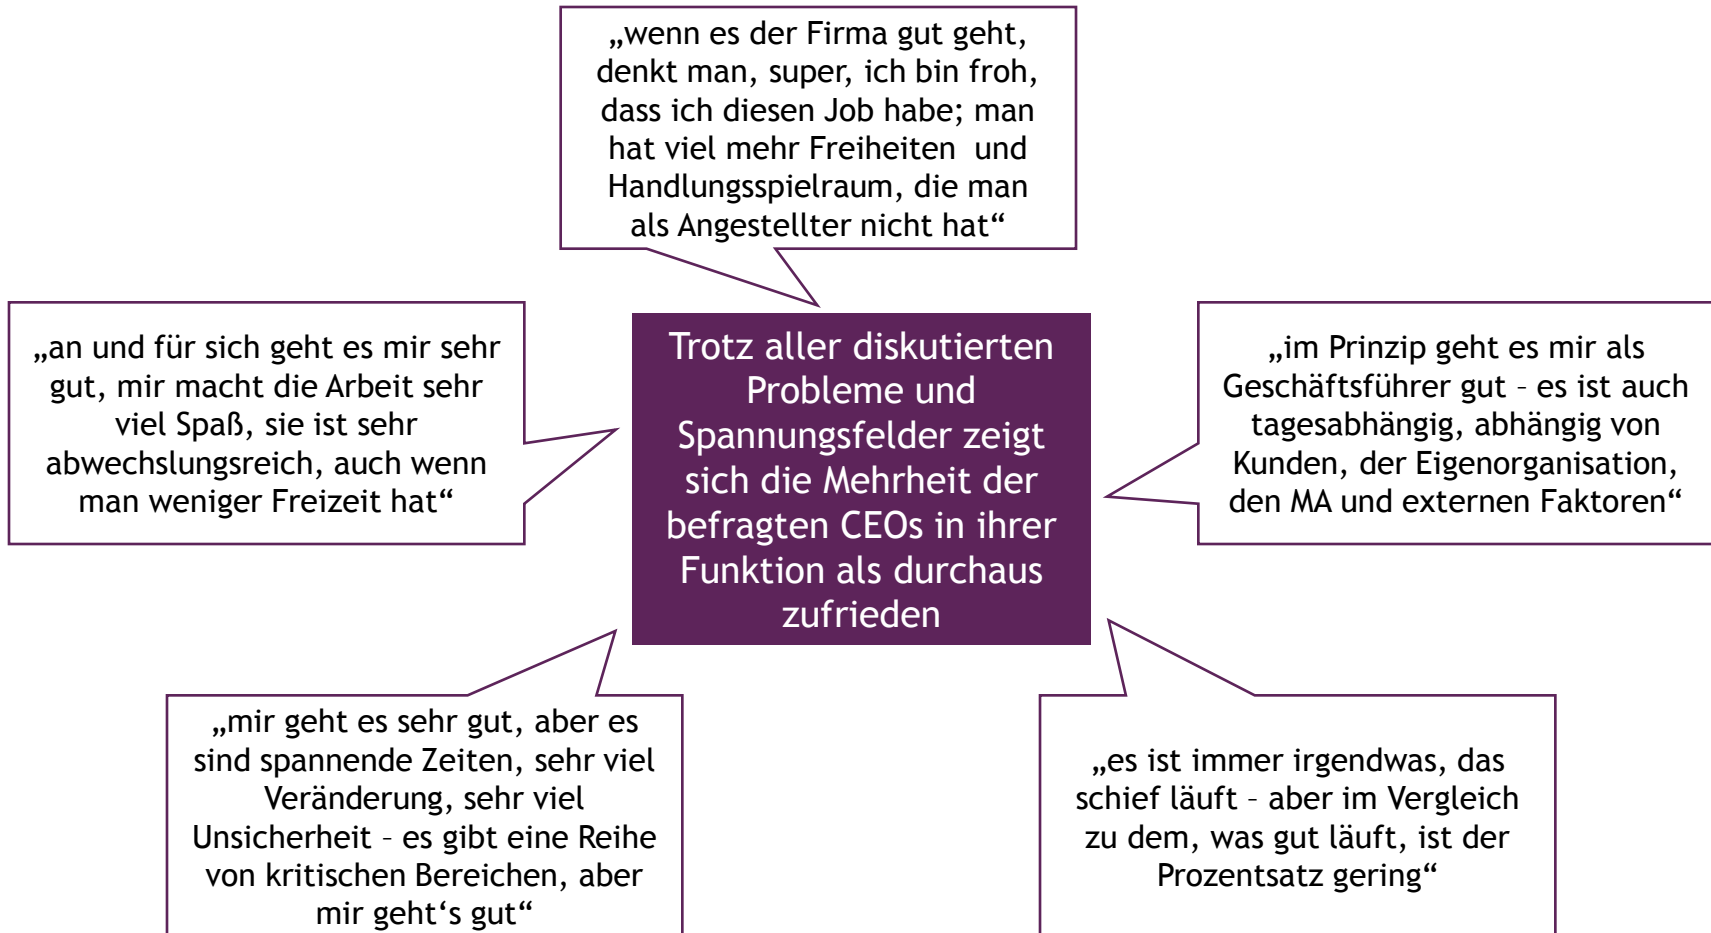 „wenn es der Firma gut geht,
denkt man, super, ich bin froh,
dass ich diesen Job habe; man
hat viel mehr Freiheiten und
Handlungsspielraum, die man
als Angestellter nicht hat“
„an und für sich geht es mir sehr
gut, mir macht die Arbeit sehr
viel Spaß, sie ist sehr
abwechslungsreich, auch wenn
man weniger Freizeit hat“
Trotz aller diskutierten
Probleme und
Spannungsfelder zeigt
sich die Mehrheit der
befragten CEOs in ihrer
Funktion als durchaus
zufrieden
„im Prinzip geht es mir als
Geschäftsführer gut – es ist auch
tagesabhängig, abhängig von
Kunden, der Eigenorganisation,
den MA und externen Faktoren“
„mir geht es sehr gut, aber es
sind spannende Zeiten, sehr viel
Veränderung, sehr viel
Unsicherheit – es gibt eine Reihe
von kritischen Bereichen, aber
mir geht‘s gut“
„es ist immer irgendwas, das
schief läuft – aber im Vergleich
zu dem, was gut läuft, ist der
Prozentsatz gering“